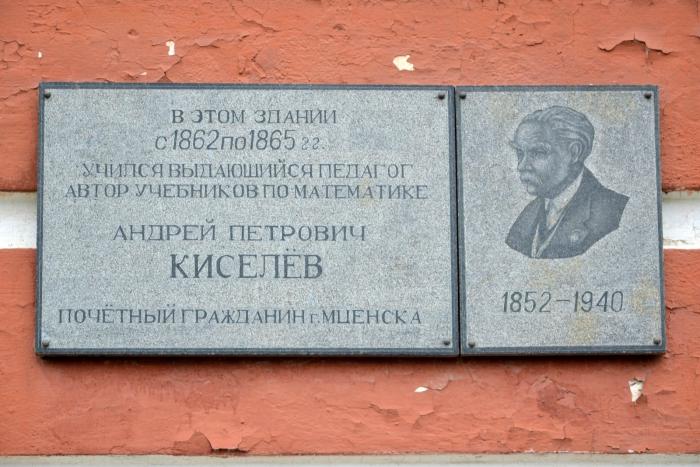 В ЭТОМ ЗДАНИИ
с 1862 по 1865 гг.
УЧИЛСЯ ВЫДАЮЩИЙСЯ ПЕДАГОГ
АВТОР УЧЕБНИКОВ ПО МАТЕМАТИКЕ
АНДРЕЙ ПЕТРОВИЧ
КИСЕЛЁВ
ПОЧЁТНЫЙ ГРАЖДАНИН г. МЦЕНСКА
1852-1940